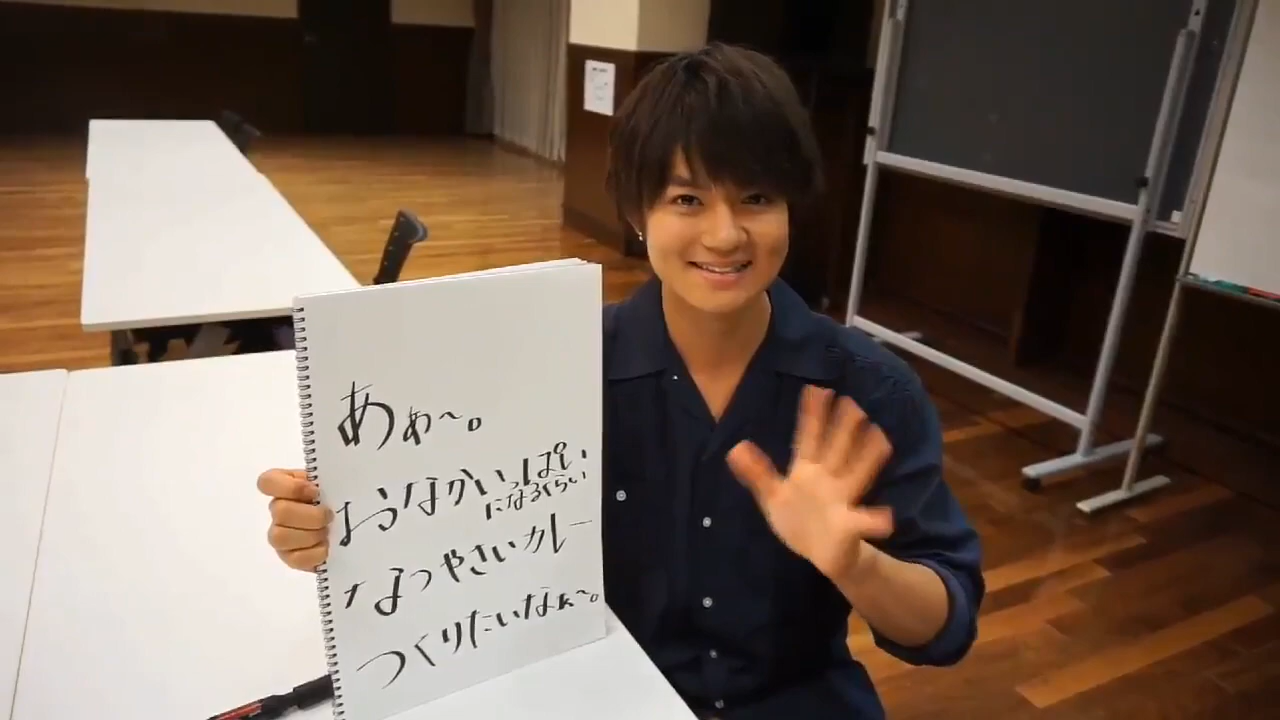 あぁ〜。
おなかいっぱい
になるくらい
なつやさいカレー
つくりたいなぁ〜。